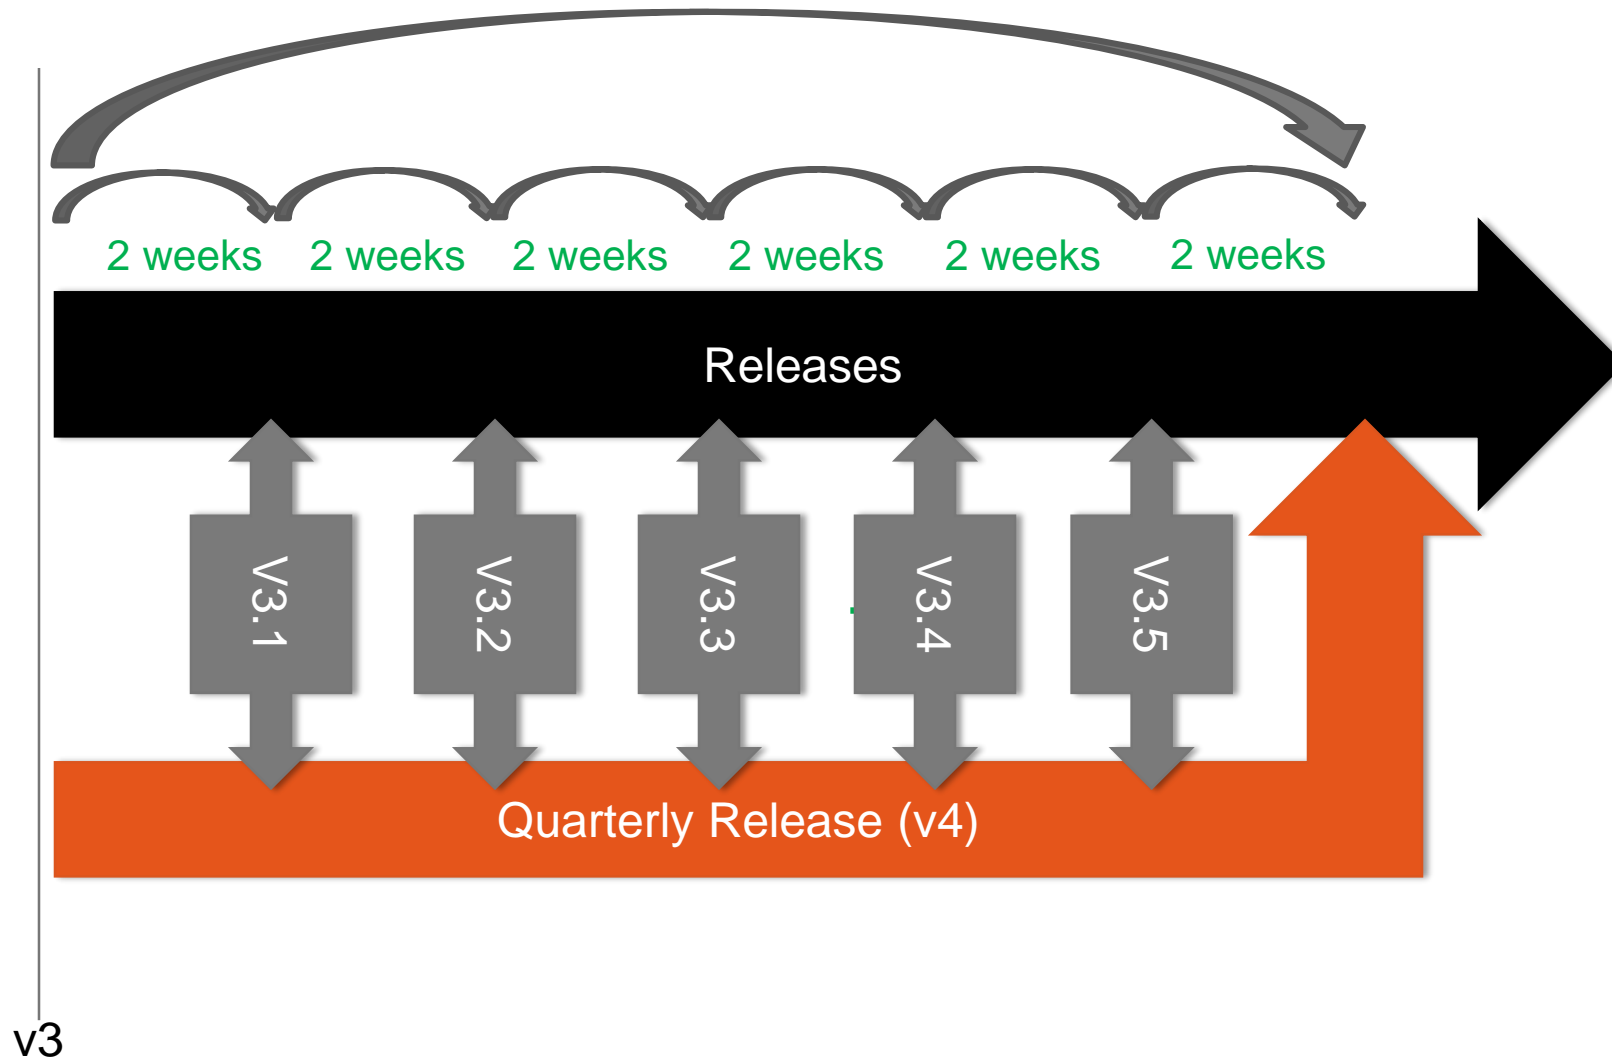 2 weeks 2 weeks 2 weeks 2 weeks 2 weeks 2 weeks
Releases
V3.1
V3.2
V3.3
V3.4
V3.5
Quarterly Release (v4)
v3